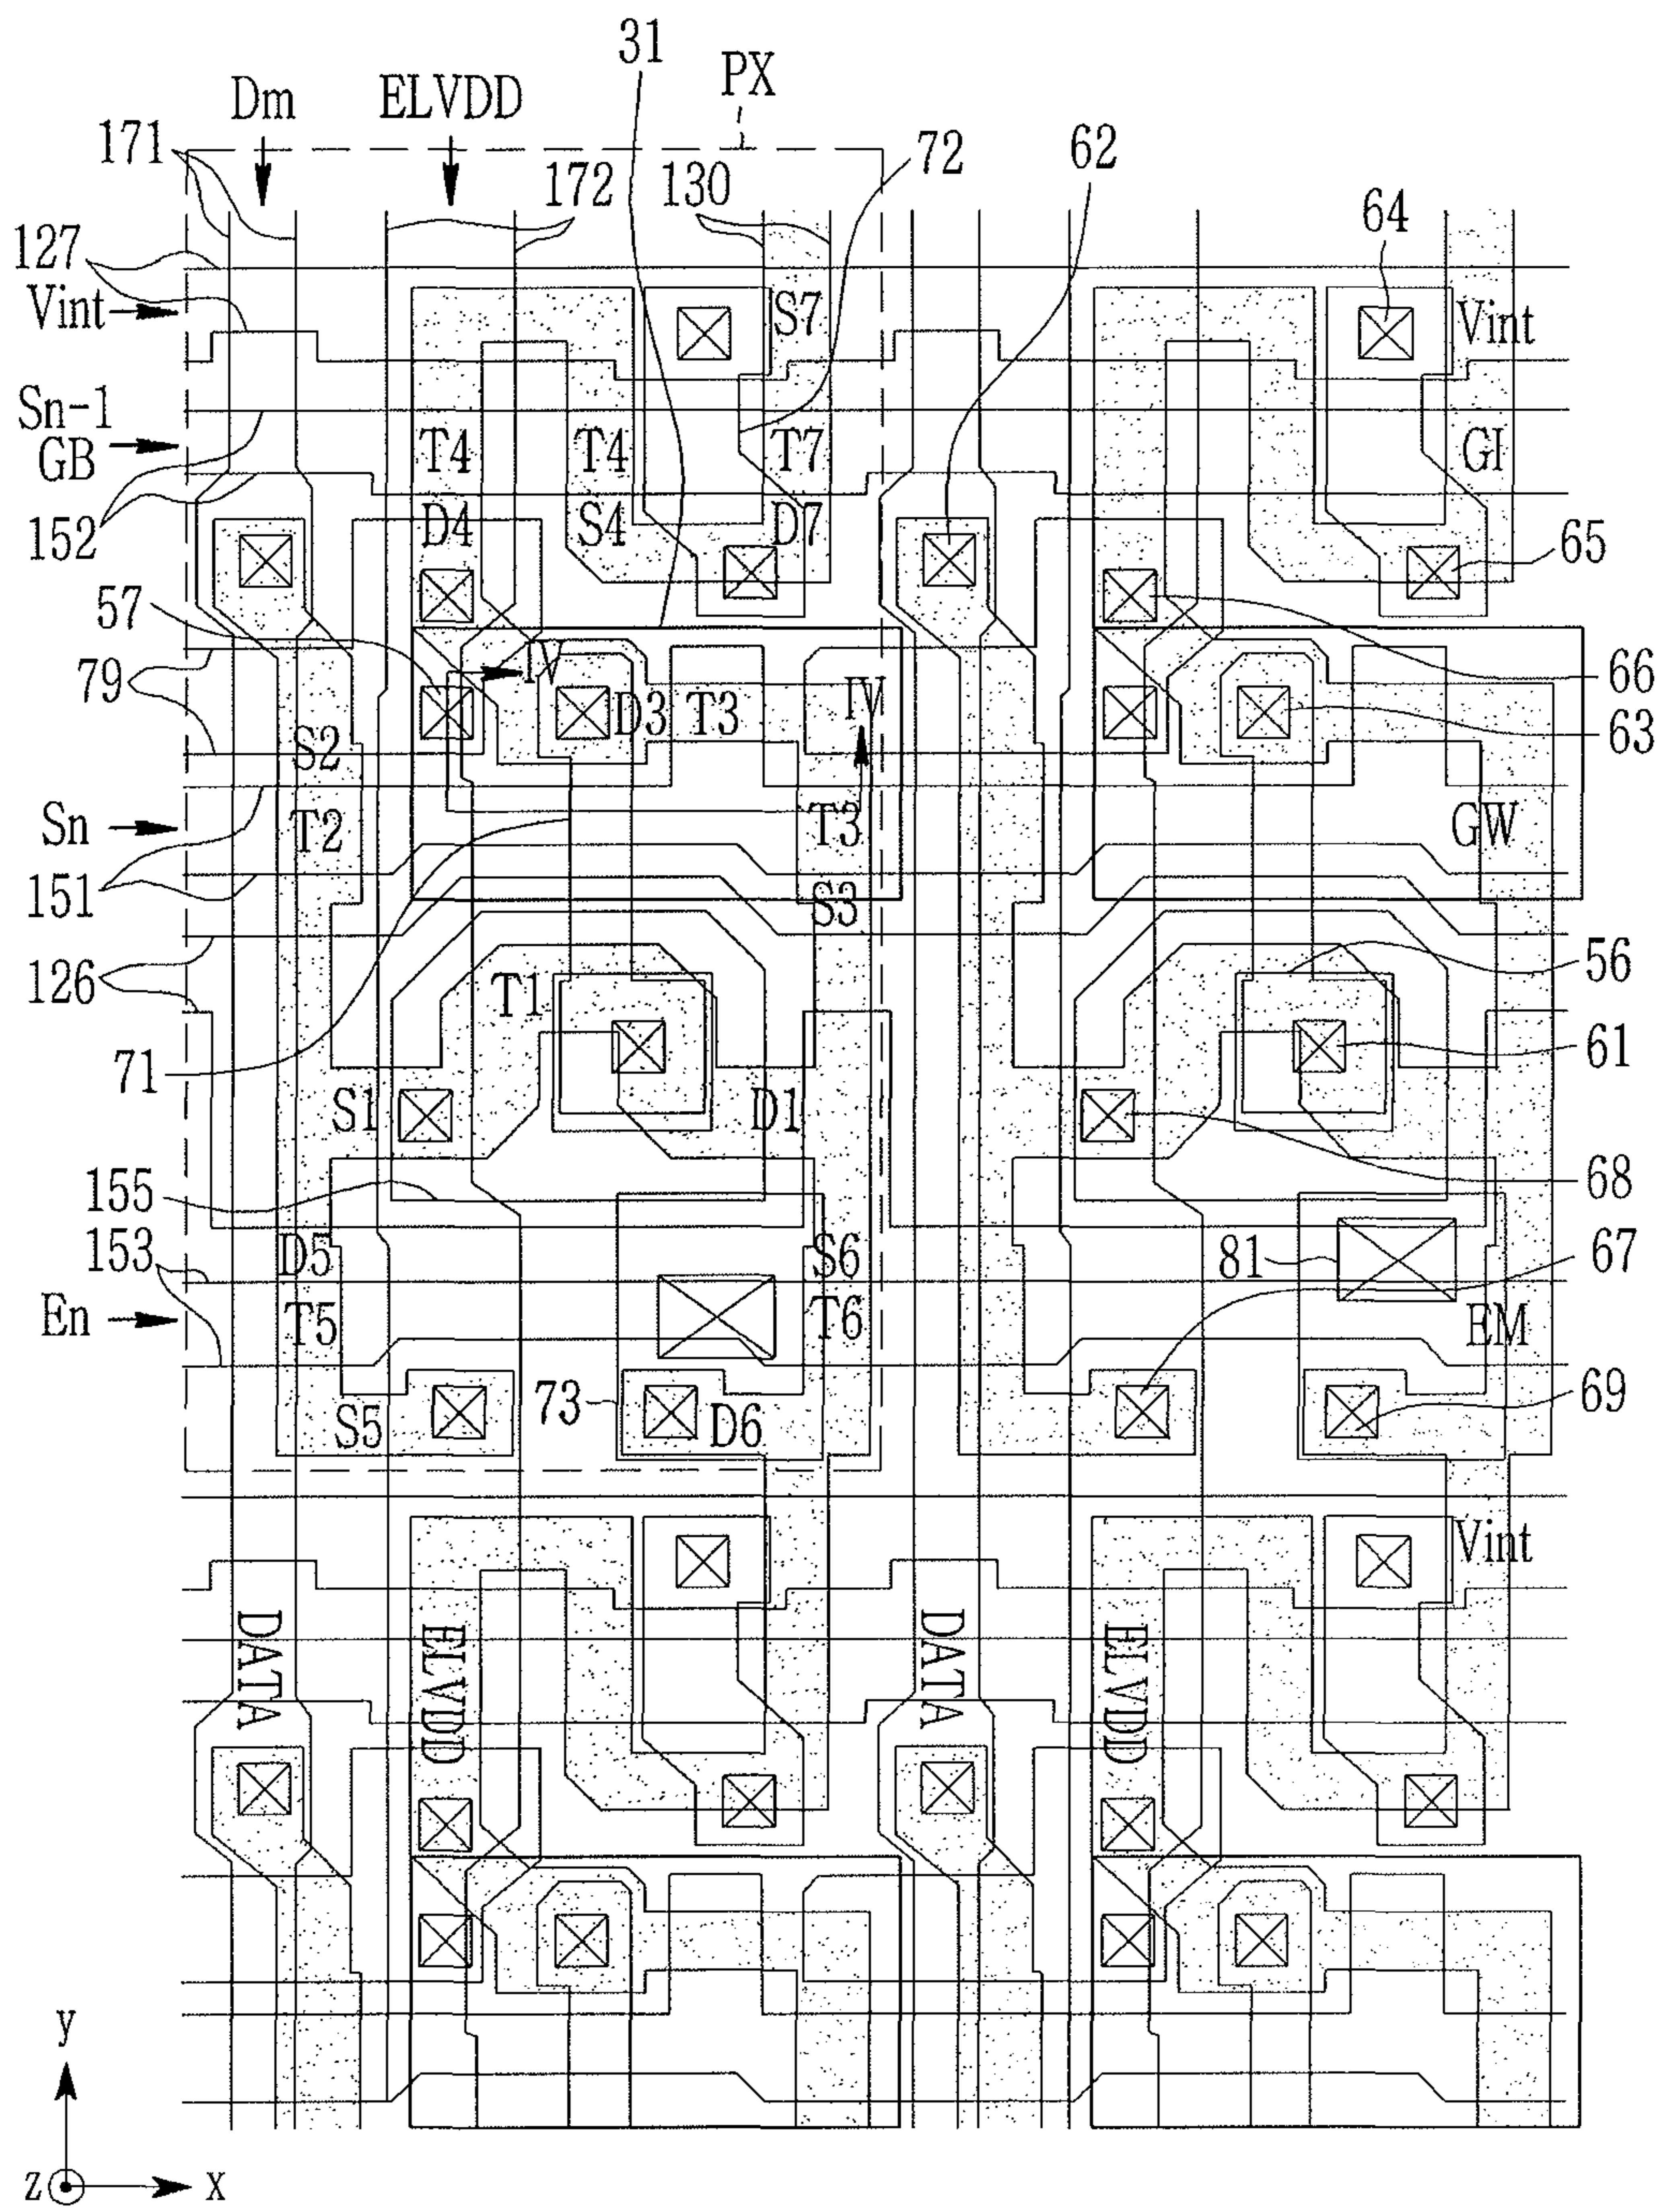 31
PX
Dm
ELVDD
171
72
62
172
130
64
127
Vint
S7
Vint
Sn-1
GB
T4
T4
T7
GI
152
D4
S4
D7
65
57
79
IV
D3
T3
IV
66
63
S2
Sn
T2
T3
GW
151
S3
126
T1
56
71
61
S1
D1
155
68
153
D5
S6
81
67
En
T5
T6
EM
73
S5
D6
69
Vint
DATA
ELVDD
DATA
ELVDD
y
z
x